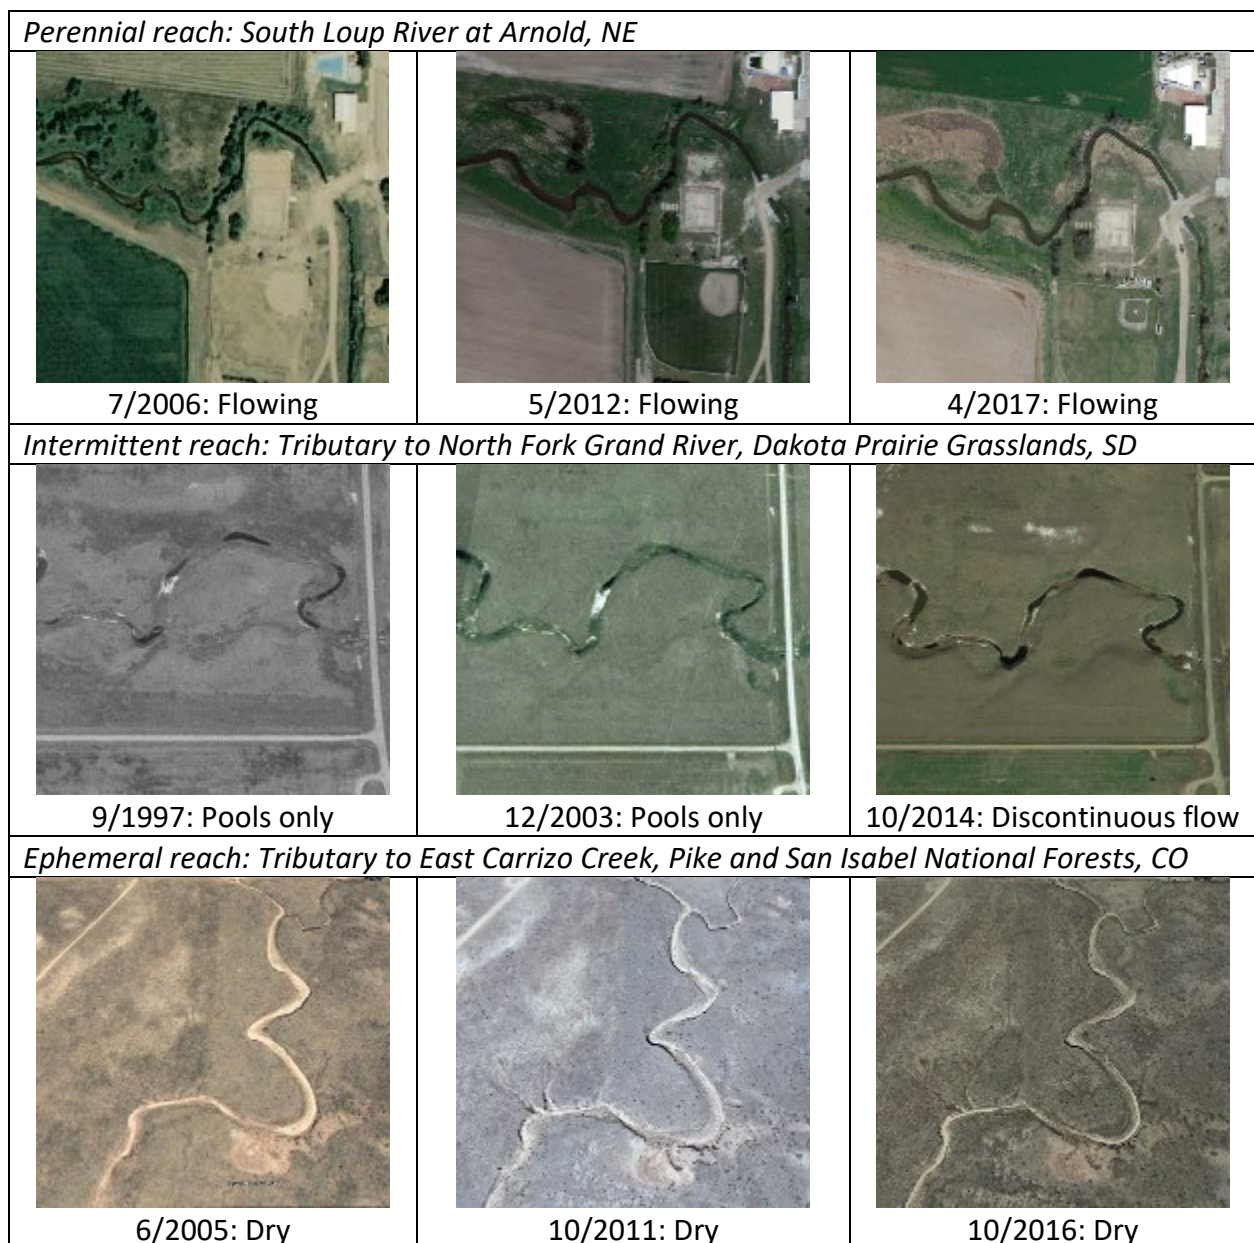 Perennial reach: South Loup River at Arnold, NE
7/2006: Flowing
5/2012: Flowing
4/2017: Flowing
Intermittent reach: Tributary to North Fork Grand River, Dakota Prairie Grasslands, SD
9/1997: Pools only
12/2003: Pools only
10/2014: Discontinuous flow
Ephemeral reach: Tributary to East Carrizo Creek, Pike and San Isabel National Forests, CO
6/2005: Dry
10/2011: Dry
10/2016: Dry